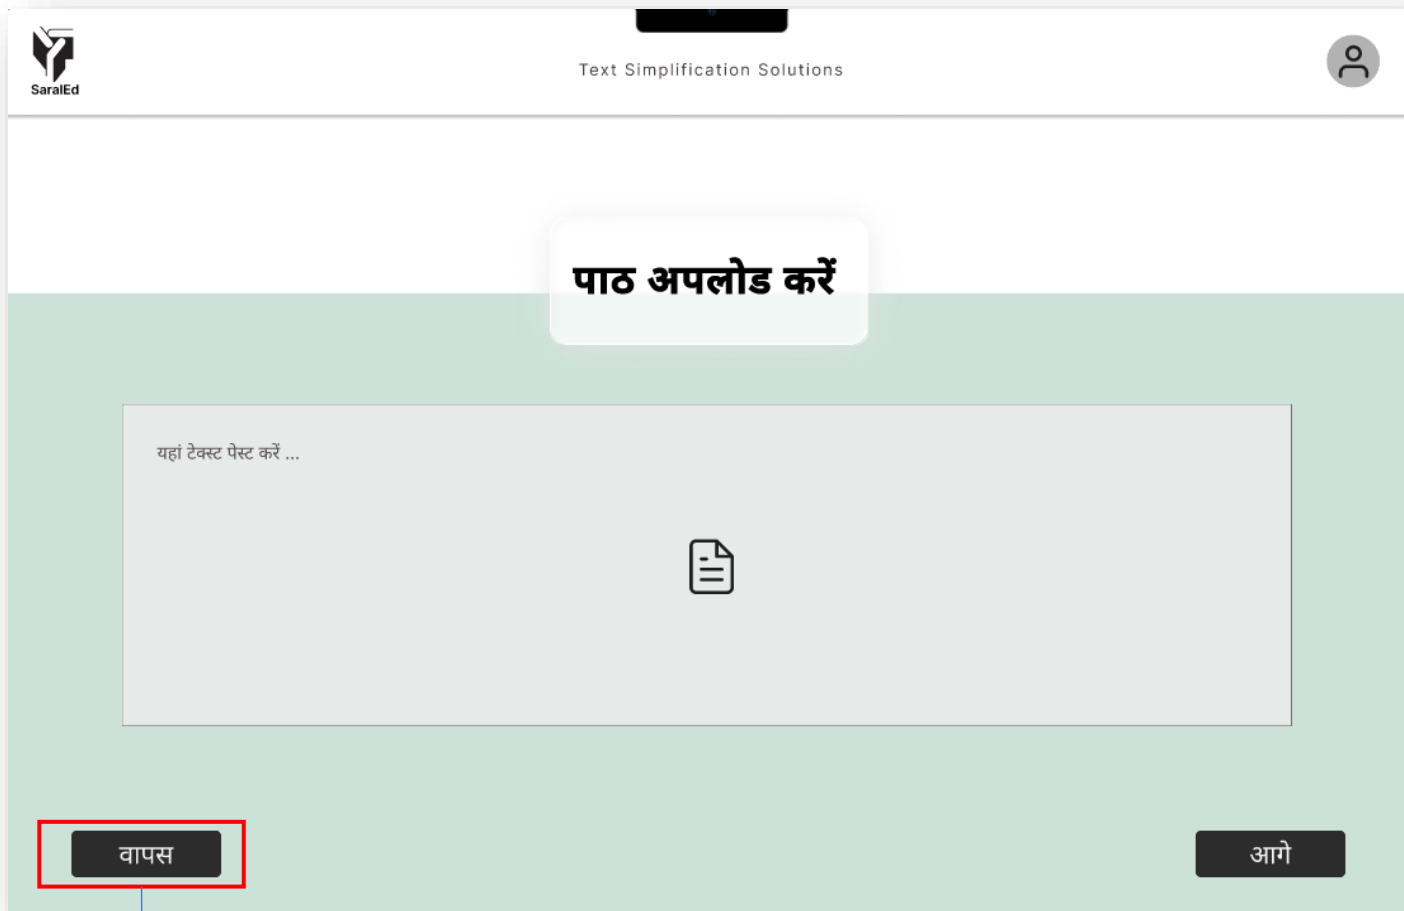 SaralEd
Text Simplification Solutions
पाठ अपलोड करें
यहां टेक्स्ट पेस्ट करें ...
वापस
आगे